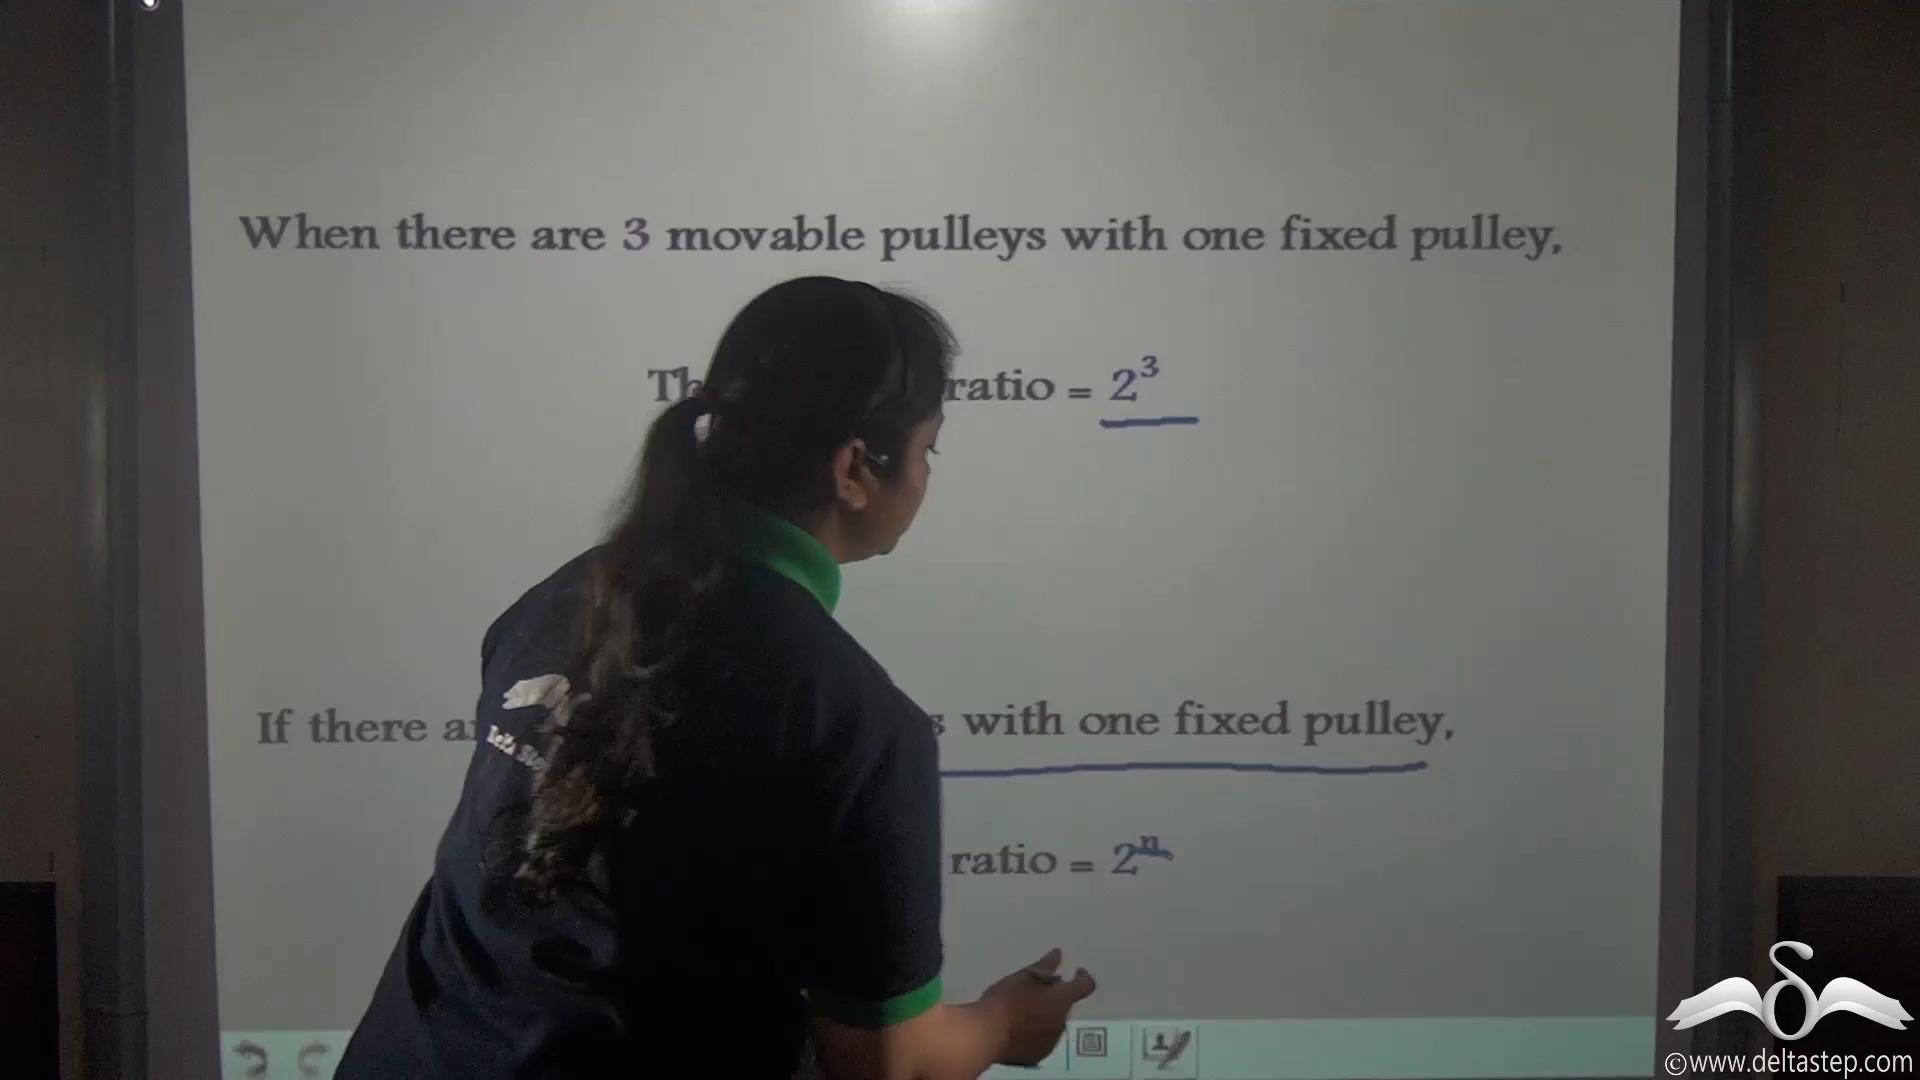 When there are 3 movable pulleys with one fixed pulley,
ratio = 2³
If there with one fixed pulley,
ratio = 2ⁿ
©www.deltastep.com